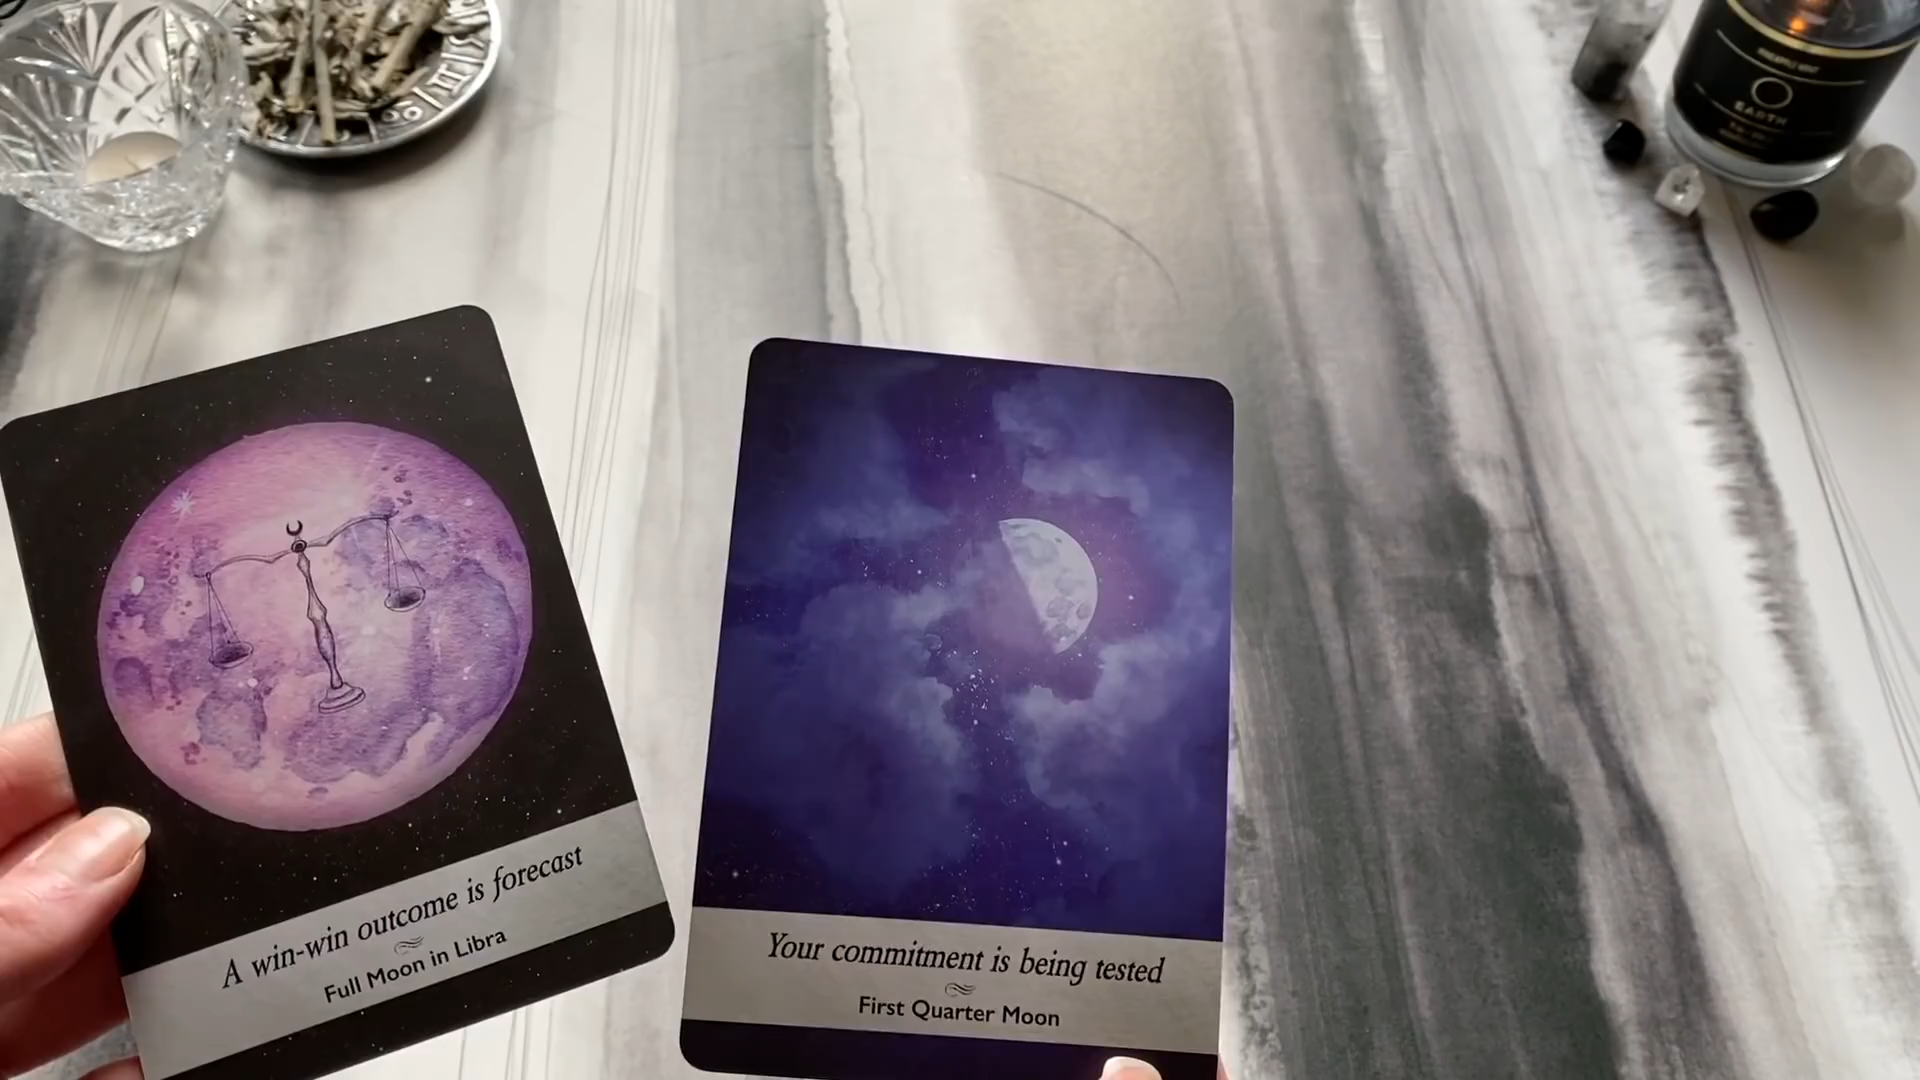 A win-win outcome is forecast
Full Moon in Libra
Your commitment is being tested
First Quarter Moon
EARTH